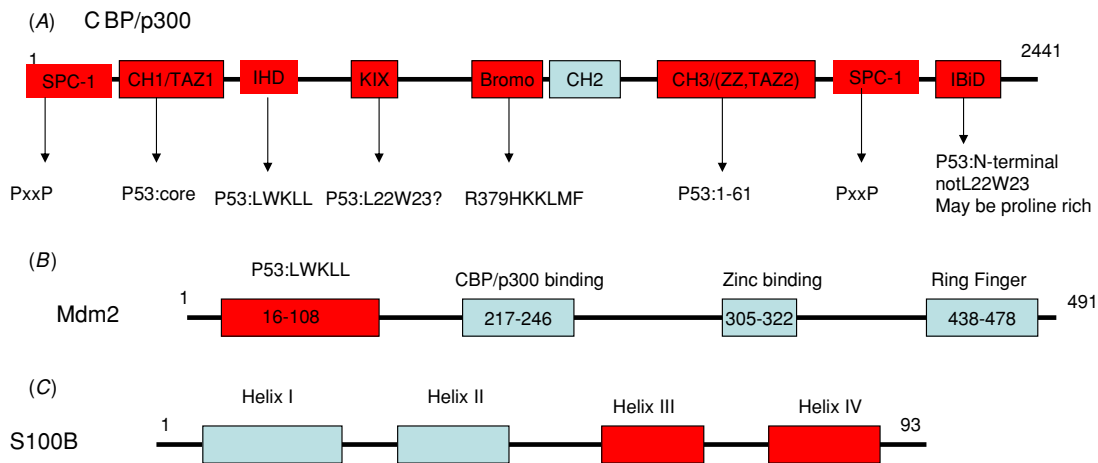 (A) CBP/p300
1
2441
SPC-1 CH1/TAZ1 IHD KIX Bromo CH2 CH3/(ZZ,TAZ2) SPC-1 IBiD
PxxP P53:core P53:LWKLL P53:L22W23? R379HKKLMF P53:1-61 PxxP P53:N-terminal
notL22W23
May be proline rich
(B) P53:LWKLL CBP/p300 binding Zinc binding Ring Finger
1 491
Mdm2 16-108 217-246 305-322 438-478
(C) Helix I Helix II Helix III Helix IV
1 93
S100B